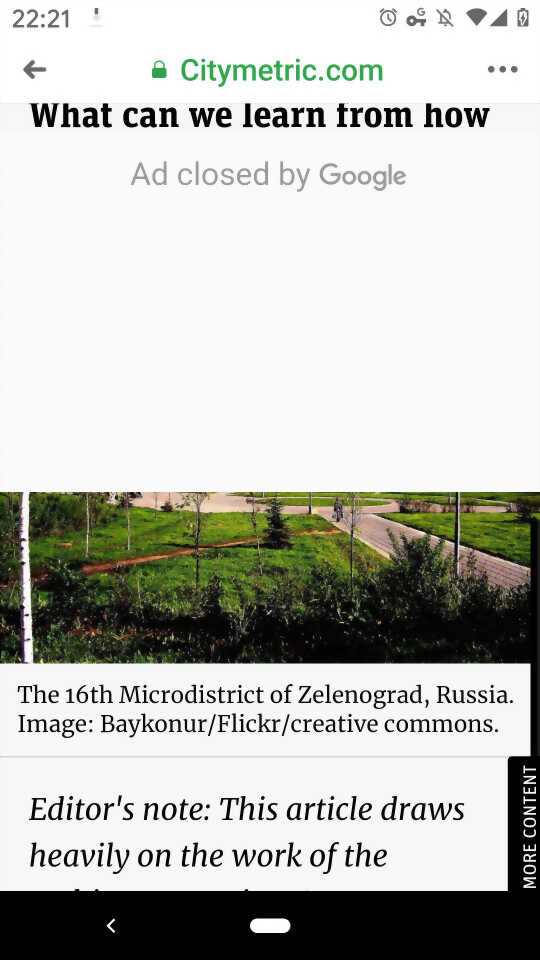 22:21
G
Citymetric.com
What can we learn from how
Ad closed by Google
The 16th Microdistrict of Zelenograd, Russia.
Image: Baykonur/Flickr/creative commons.
Editor's note: This article draws
heavily on the work of the
MORE CONTENT